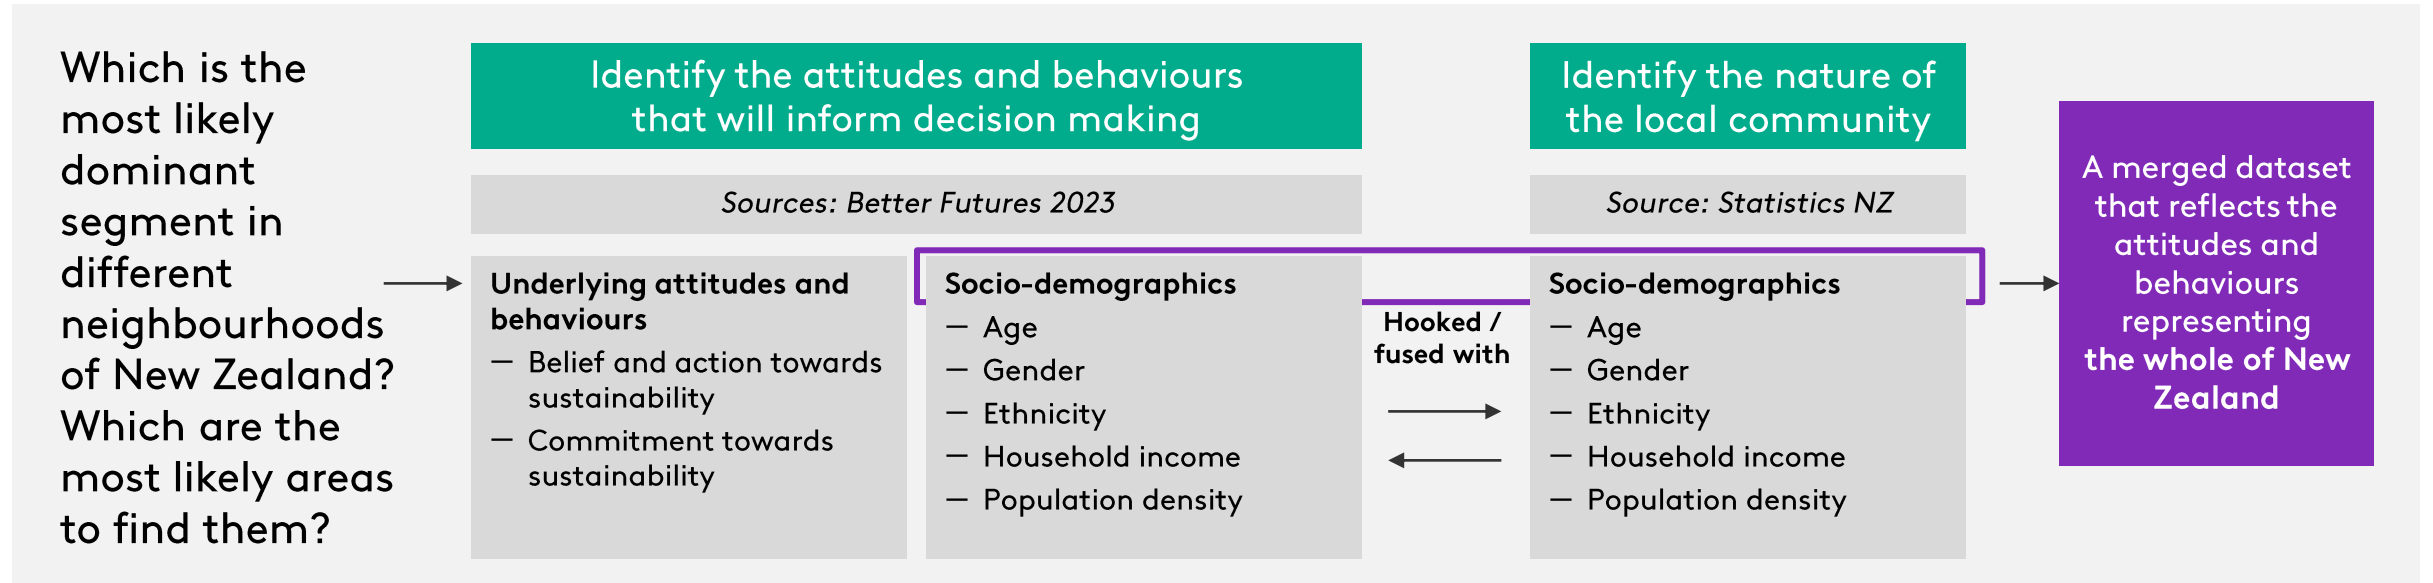 Which is the
most likely
dominant
segment in
different
neighbourhoods
of New Zealand?
Which are the
most likely areas
to find them?
Identify the attitudes and behaviours
that will inform decision making
Sources: Better Futures 2023
Underlying attitudes and
behaviours
— Belief and action towards
sustainability
— Commitment towards
sustainability
Socio-demographics
— Age
— Gender
— Ethnicity
— Household income
— Population density
Hooked /
fused with
Identify the nature of
the local community
Source: Statistics NZ
Socio-demographics
— Age
— Gender
— Ethnicity
— Household income
— Population density
A merged dataset
that reflects the
attitudes and
behaviours
representing
the whole of New
Zealand